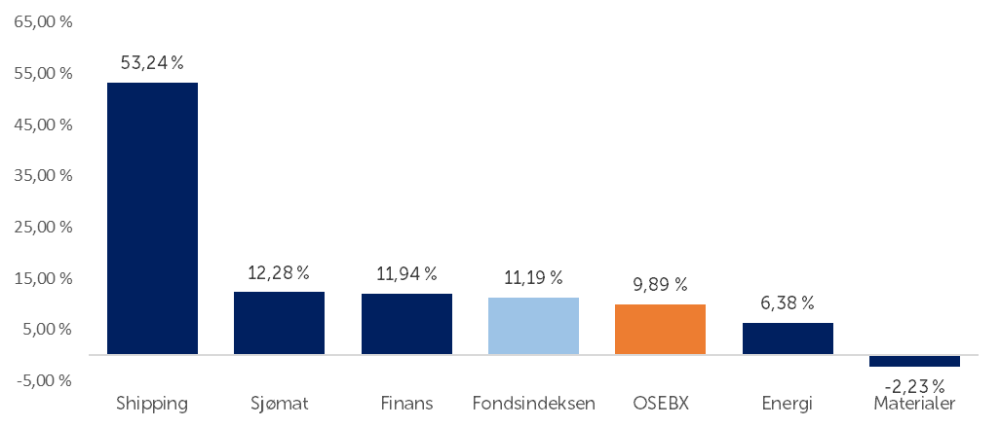 65,00 %
55,00 %
45,00 %
35,00 %
25,00 %
15,00 %
5,00 %
-5,00 %
53,24 %
12,28 %
11,94 %
11,19 %
9,89 %
6,38 %
-2,23 %
Shipping
Sjømat
Finans
Fondsindeksen
OSEBX
Energi
Materialer